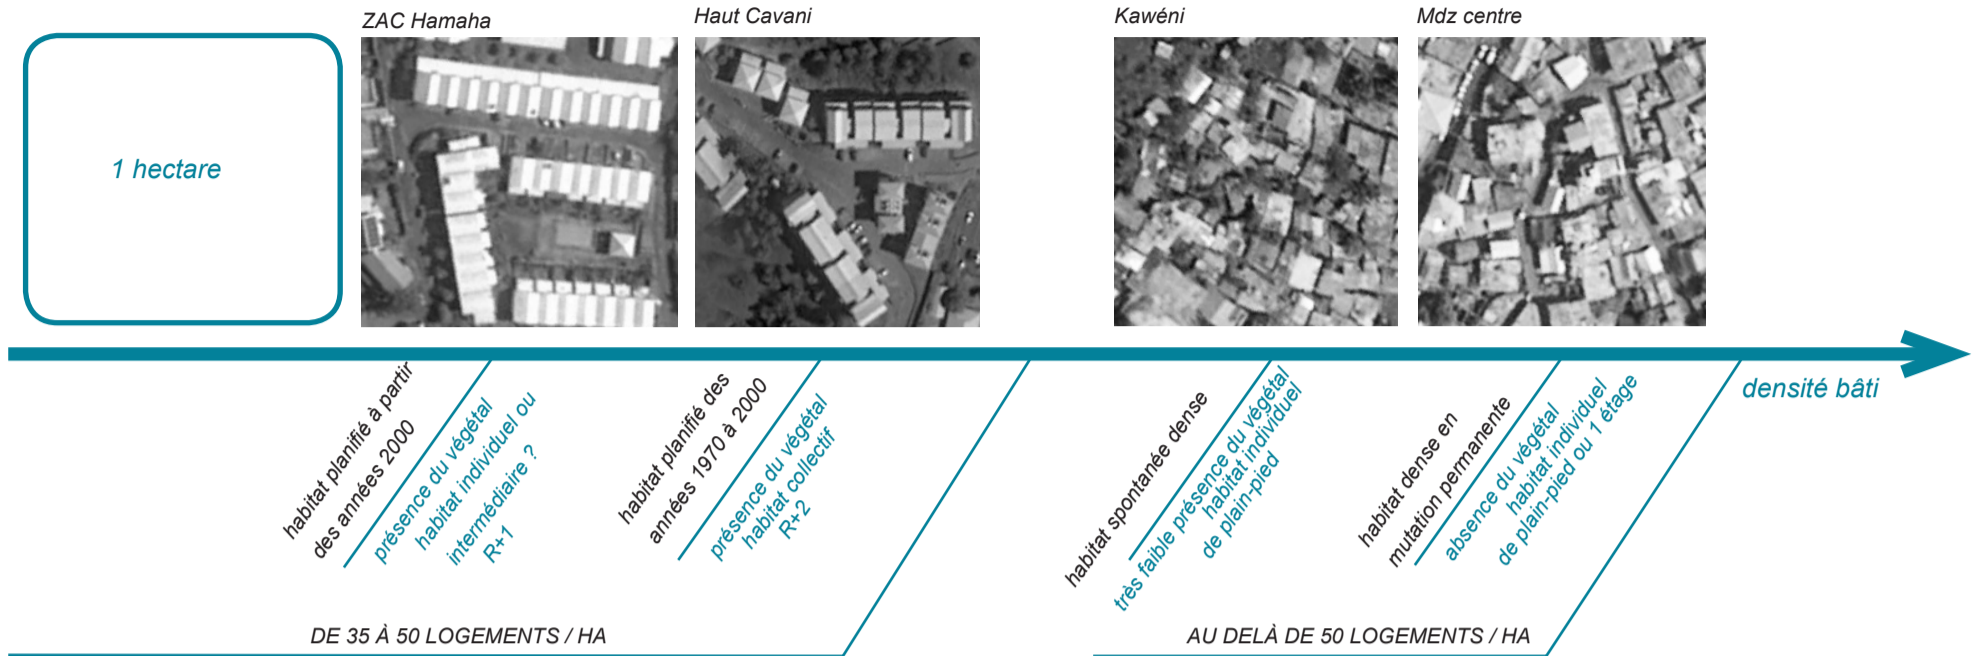 ZAC Hamaha
Haut Cavani
Kawéni
Mdz centre
1 hectare
densité bâti
habitat planifié à partir
des années 2000
présence du végétal
habitat individuel ou
intermédiaire ?
R+1
habitat planifié des
années 1970 à 2000
présence du végétal
habitat collectif
R+2
habitat spontanée dense
très faible présence du végétal
habitat individuel
de plain-pied
habitat dense en
mutation permanente
absence du végétal
habitat individuel
de plain-pied ou 1 étage
DE 35 À 50 LOGEMENTS / HA
AU DELÀ DE 50 LOGEMENTS / HA